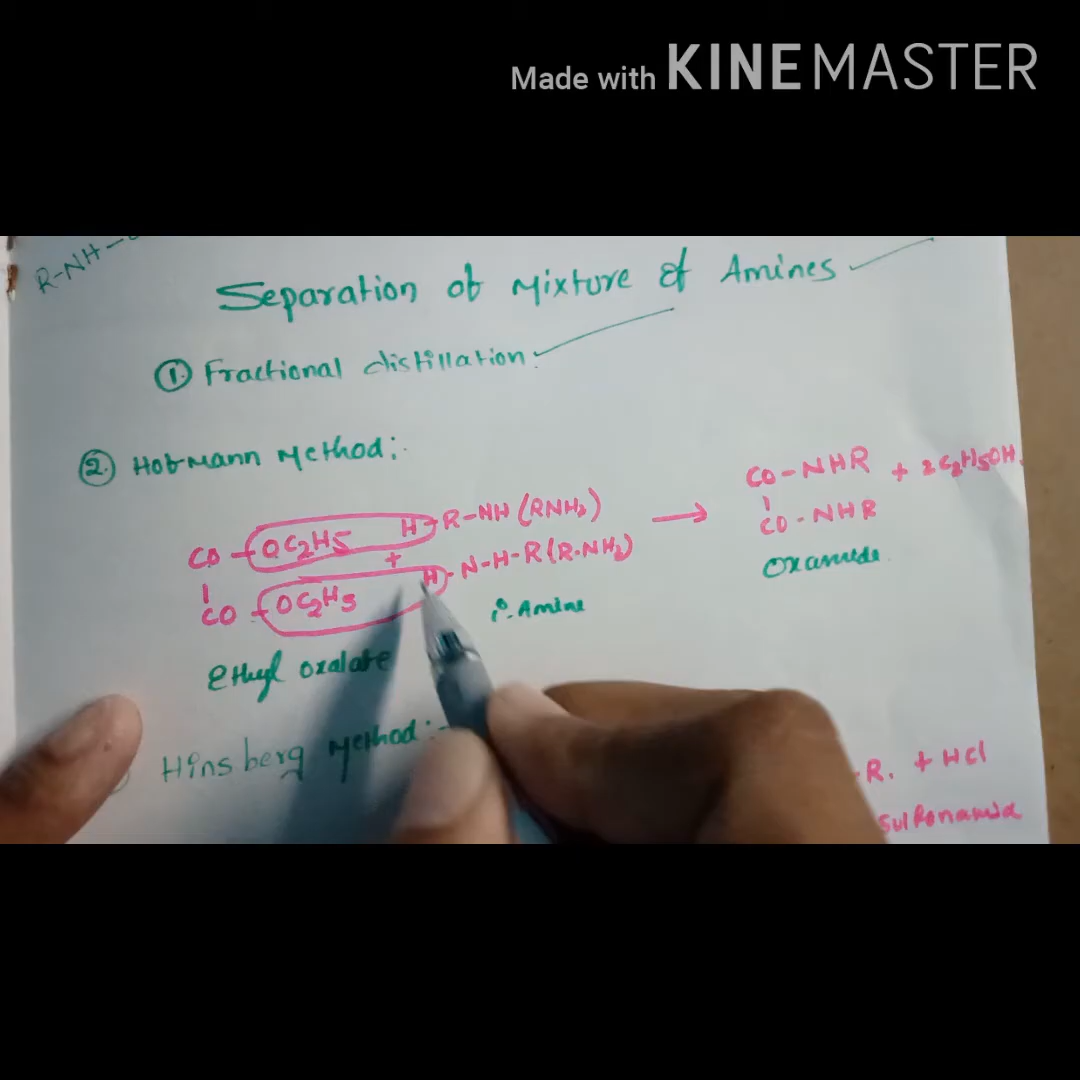 Made with KINEMASTER
R-NH-
Separation of Mixture of Amines
① Fractional distillation.
② Hofmann Method:-
CO-OC2H5 H-R-NH (RNH2) → CO-NHR + 2C2H5OH.
+
CO-OC2H5 H-N-H-R (R-NH2) CO-NHR
Ethyl oxalate 1°-Amine Oxamide.
Hinsberg Method:-
-R. + HCl
sulfonamide